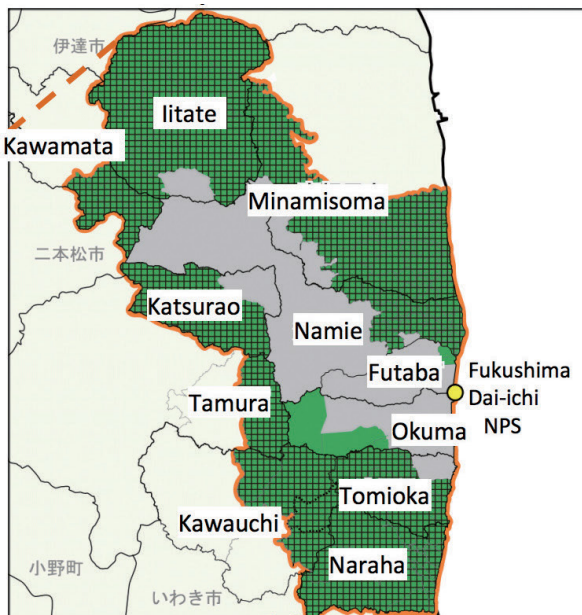 伊達市
Iitate
Kawamata
Minamisoma
二本松市
Katsurao
Namie
Futaba
Fukushima
Dai-ichi
NPS
Tamura
Okuma
Tomioka
Kawauchi
Naraha
小野町
いわき市